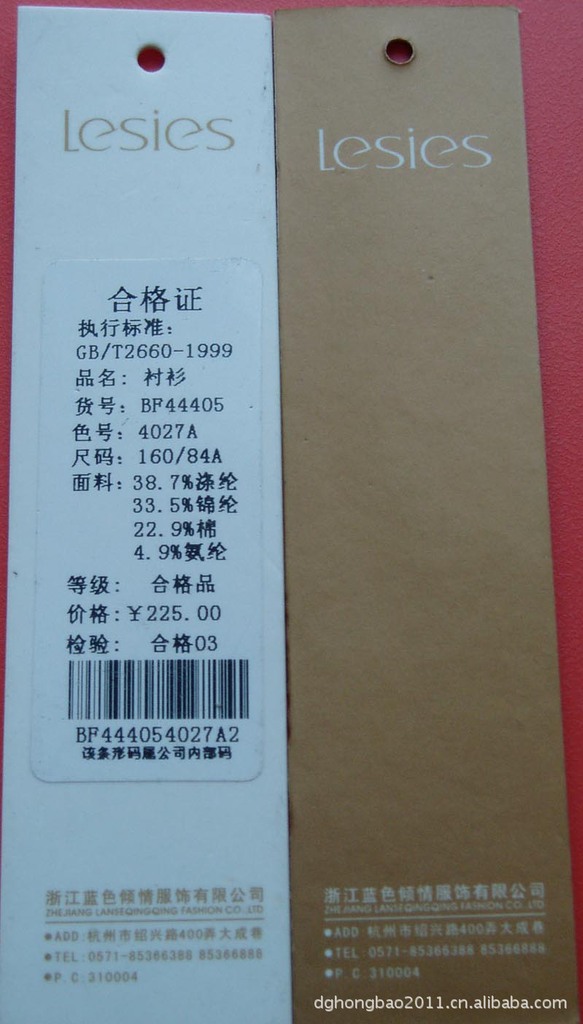 Lesies
合格证
执行标准:
GB/T2660-1999
品名: 衬衫
货号: BF44405
色号: 4027A
尺码: 160/84A
面料: 38.7%涤纶
33.5%锦纶
22.9%棉
4.9%氨纶
等级: 合格品
价格:¥225.00
检验: 合格03
BF444054027A2
该条形码属公司内部码
浙江蓝色倾情服饰有限公司
ZHEJIANG LANSEQINGQING FASHION CO.,LTD
●ADD:杭州市绍兴路400弄大成巷
●TEL:0571-85366388 85366888
●P.C:310004
Lesies
浙江蓝色倾情服饰有限公司
ZHEJIANG LANSEQINGQING FASHION CO.,LTD
●ADD:杭州市绍兴路400弄大成巷
●TEL:0571-85366388 85366888
●P.C:310004
dghongbao2011.cn.alibaba.com